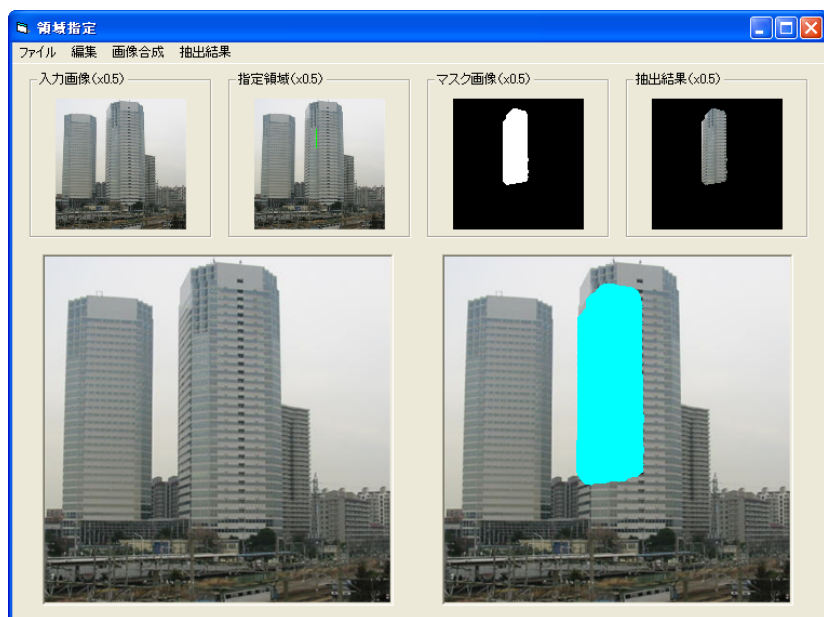 領域指定
ファイル 編集 画像合成 抽出結果
入力画像(x0.5) 指定領域(x0.5) マスク画像(x0.5) 抽出結果(x0.5)